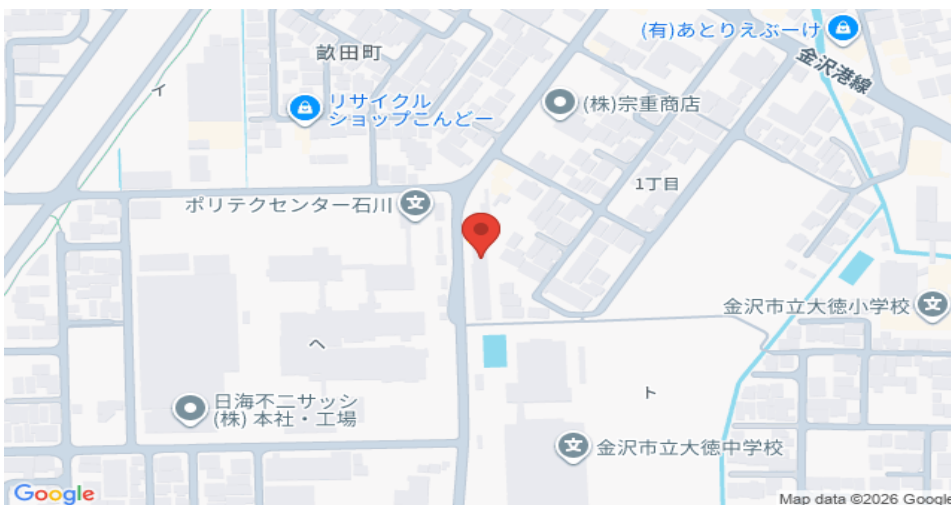 (有)あとりえぶーけ
畝田町
金沢港線
イ
リサイクル
ショップこんどー
(株)宗重商店
1丁目
ポリテクセンター石川
金沢市立大徳小学校
ヘ
ト
日海不二サッシ
(株) 本社・工場
金沢市立大徳中学校
Google
Map data ©2026 Google